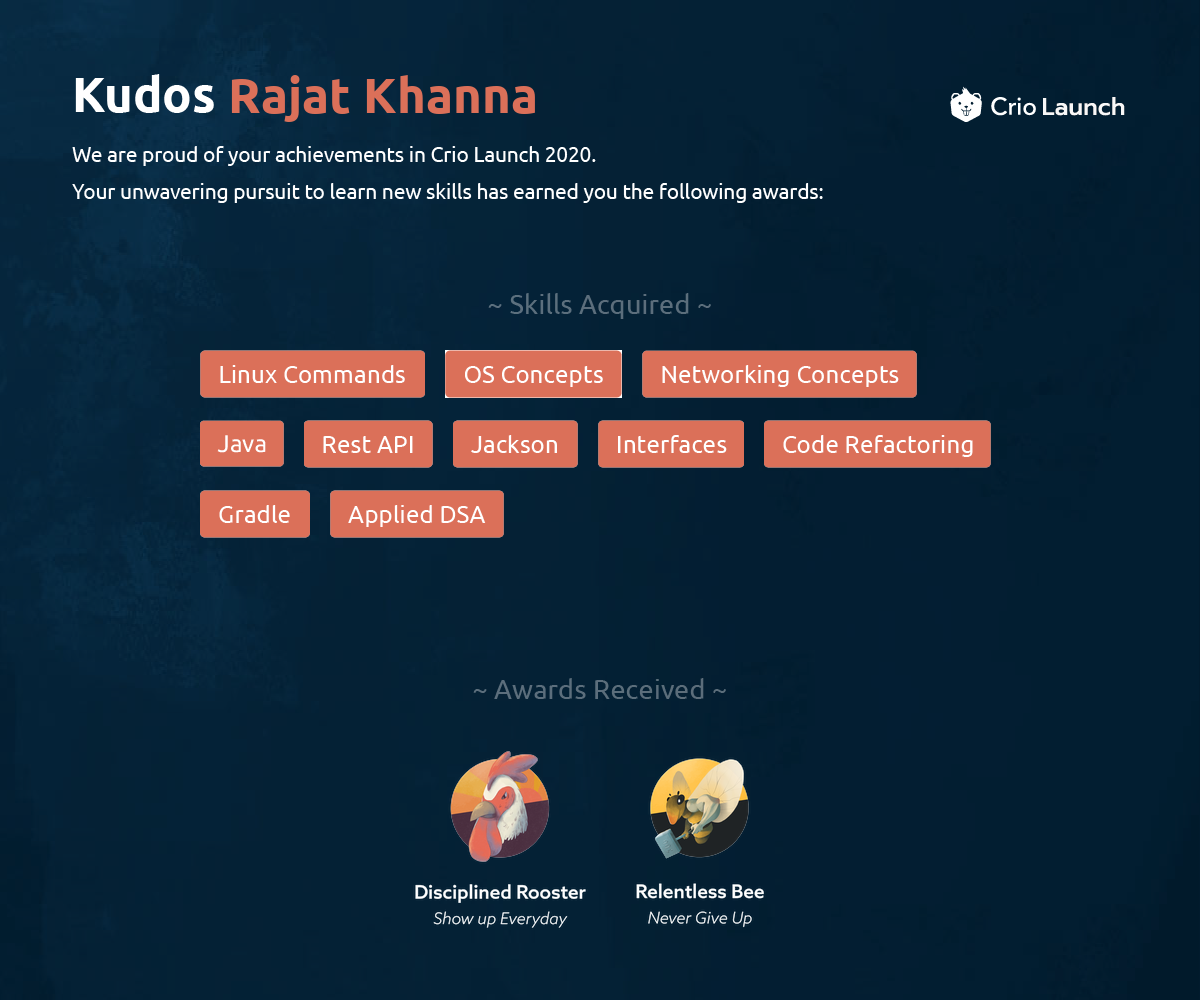 Kudos Rajat Khanna
Crio Launch
We are proud of your achievements in Crio Launch 2020.
Your unwavering pursuit to learn new skills has earned you the following awards:
~ Skills Acquired ~
Linux Commands OS Concepts Networking Concepts
Java Rest API Jackson Interfaces Code Refactoring
Gradle Applied DSA
~ Awards Received ~
Disciplined Rooster Relentless Bee
Show up Everyday Never Give Up